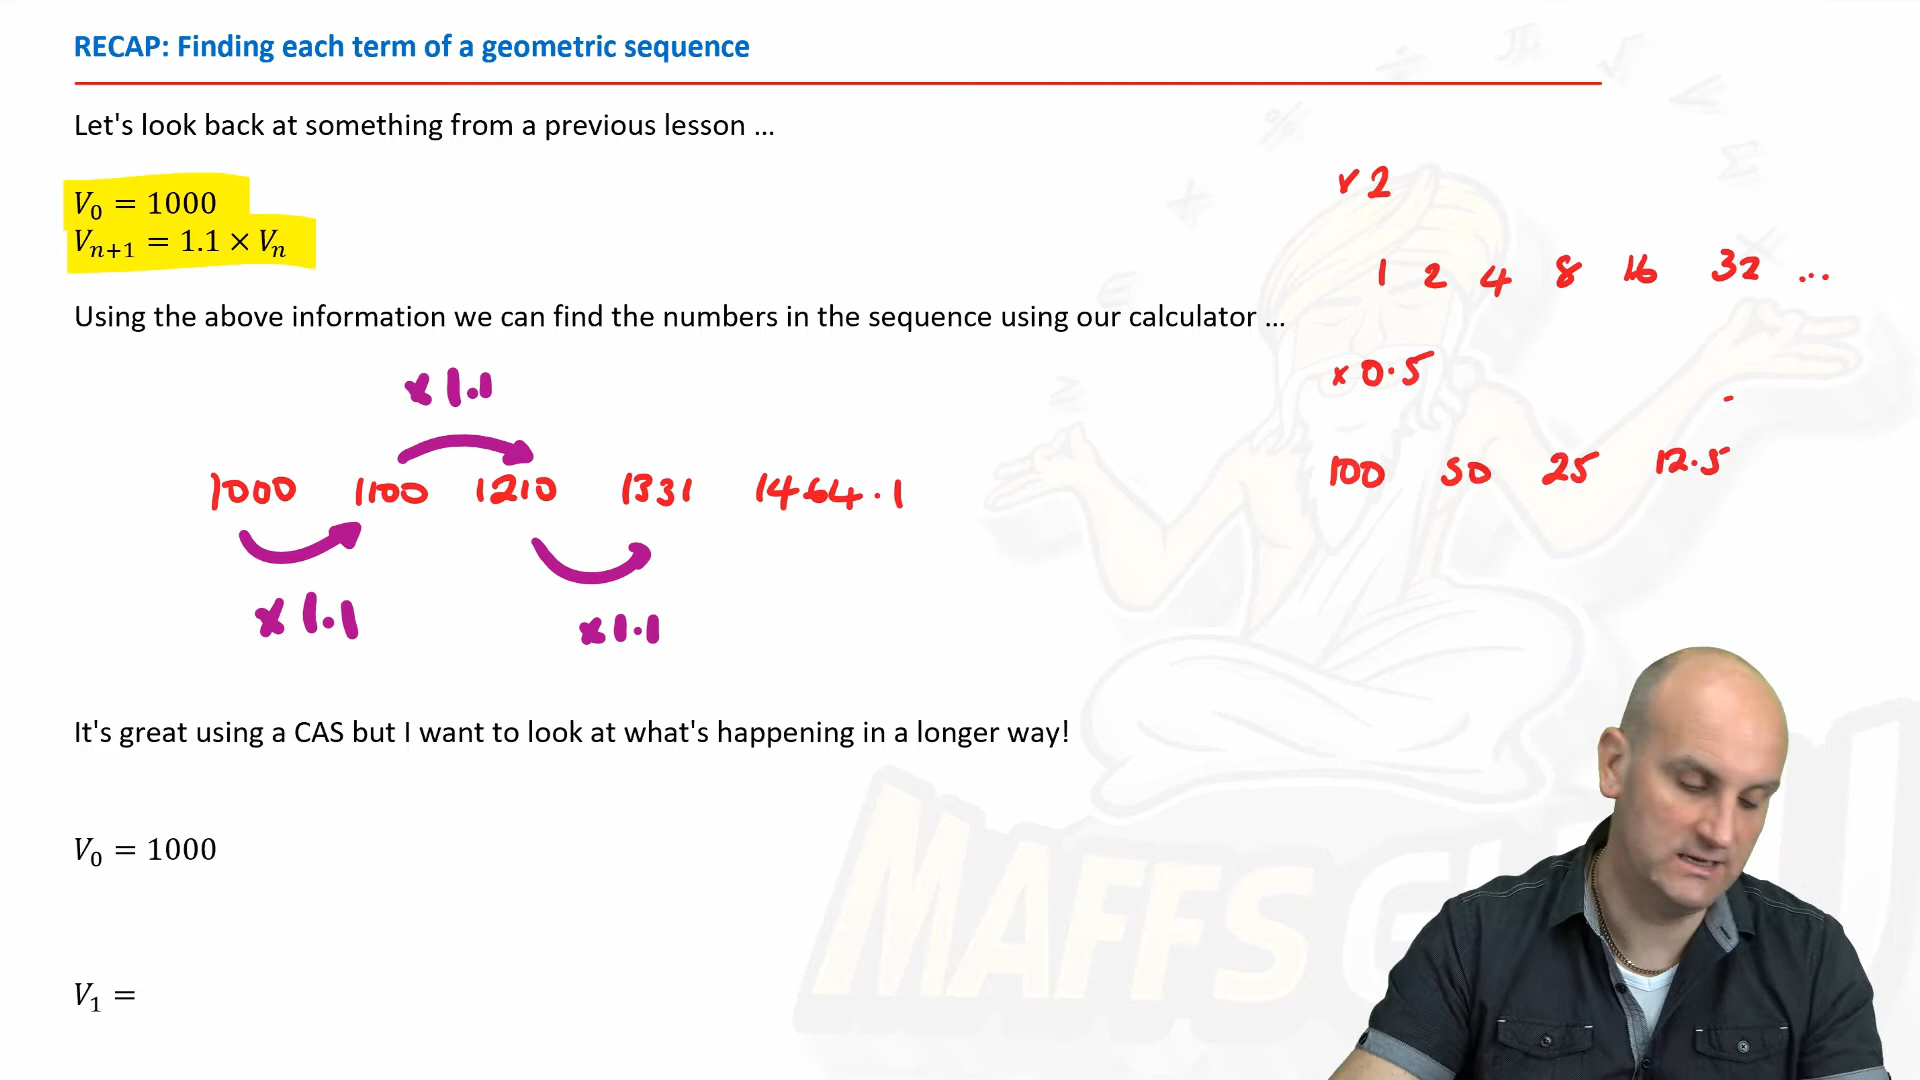 RECAP: Finding each term of a geometric sequence
Let's look back at something from a previous lesson ...
V₀ = 1000
Vₙ₊₁ = 1.1 × Vₙ
× 2
1 2 4 8 16 32 ...
Using the above information we can find the numbers in the sequence using our calculator ...
× 0.5
× 1.1
100 50 25 12.5
1000 1100 1210 1331 1464.1
× 1.1
× 1.1
It's great using a CAS but I want to look at what's happening in a longer way!
MAFFS
V₀ = 1000
V₁ =